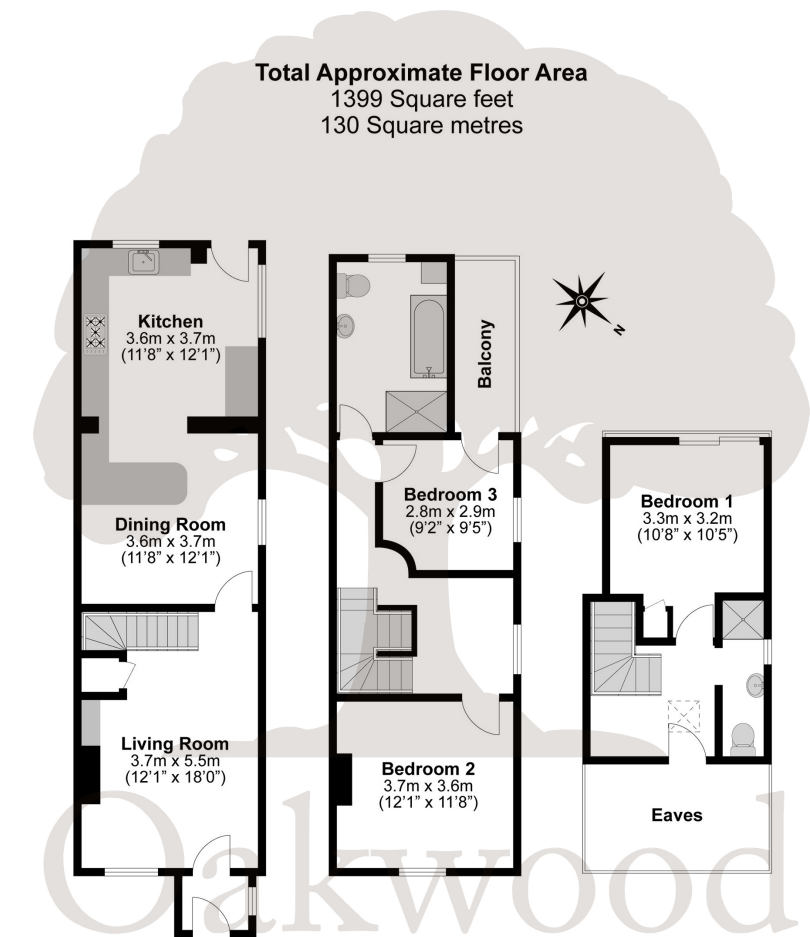 Total Approximate Floor Area
1399 Square feet
130 Square metres
Kitchen
3.6m x 3.7m
(11'8" x 12'1")
Dining Room
3.6m x 3.7m
(11'8" x 12'1")
Living Room
3.7m x 5.5m
(12'1" x 18'0")
Balcony
Bedroom 3
2.8m x 2.9m
(9'2" x 9'5")
Bedroom 2
3.7m x 3.6m
(12'1" x 11'8")
N
Bedroom 1
3.3m x 3.2m
(10'8" x 10'5")
Eaves
Oakwood